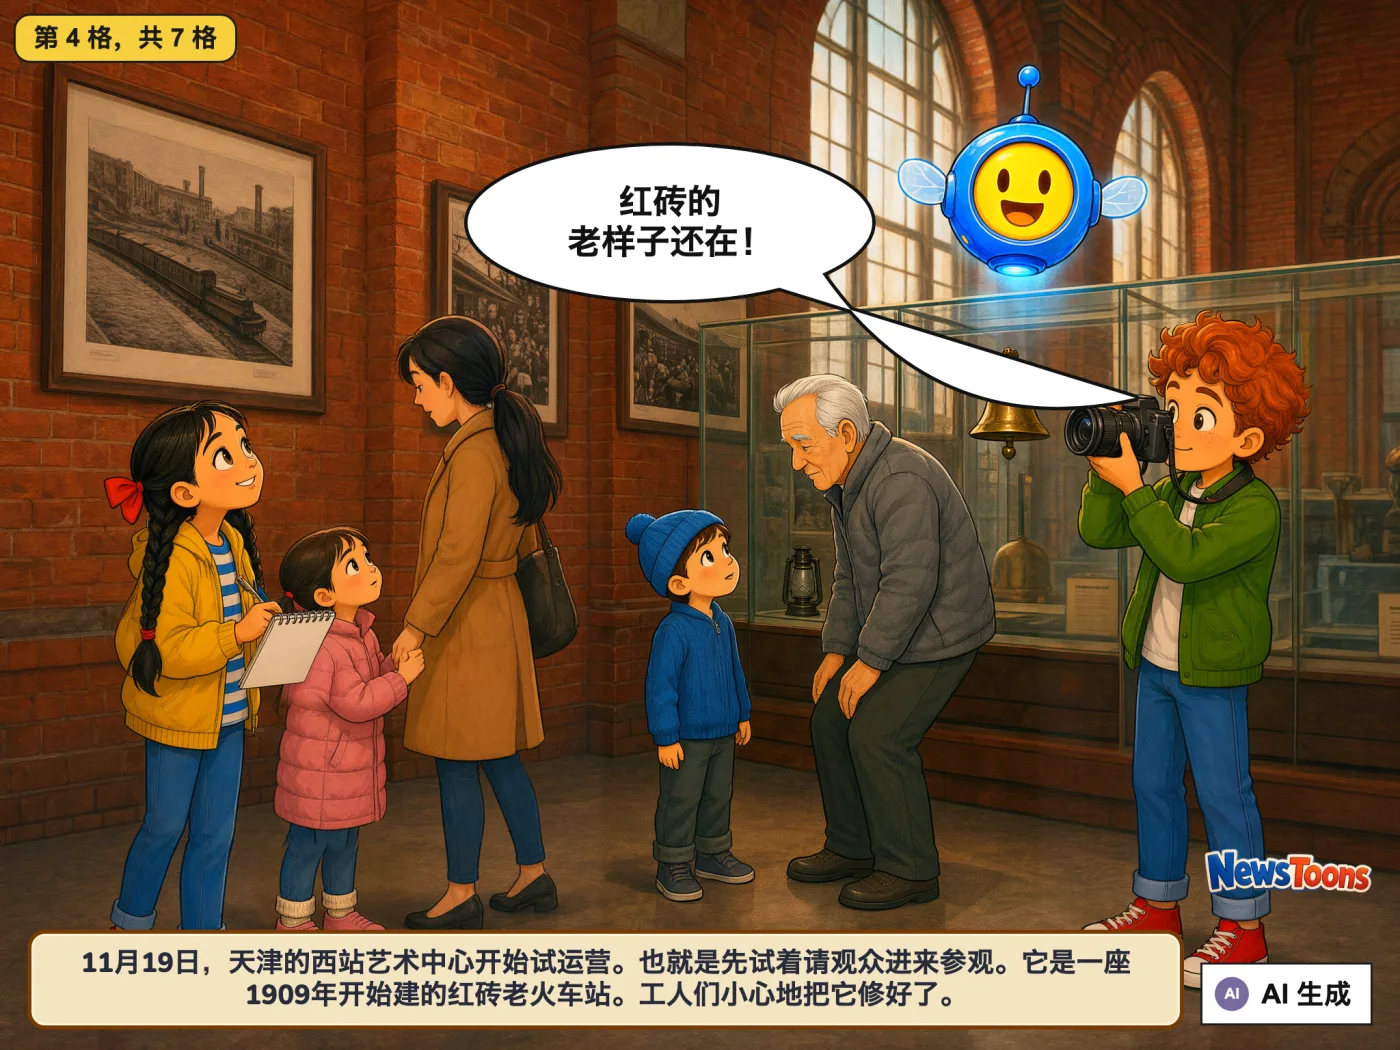 第 4 格，共 7 格
红砖的
老样子还在！
NewsToons
11月19日，天津的西站艺术中心开始试运营。也就是先试着请观众进来参观。它是一座
1909年开始建的红砖老火车站。工人们小心地把它修好了。
AI AI 生成